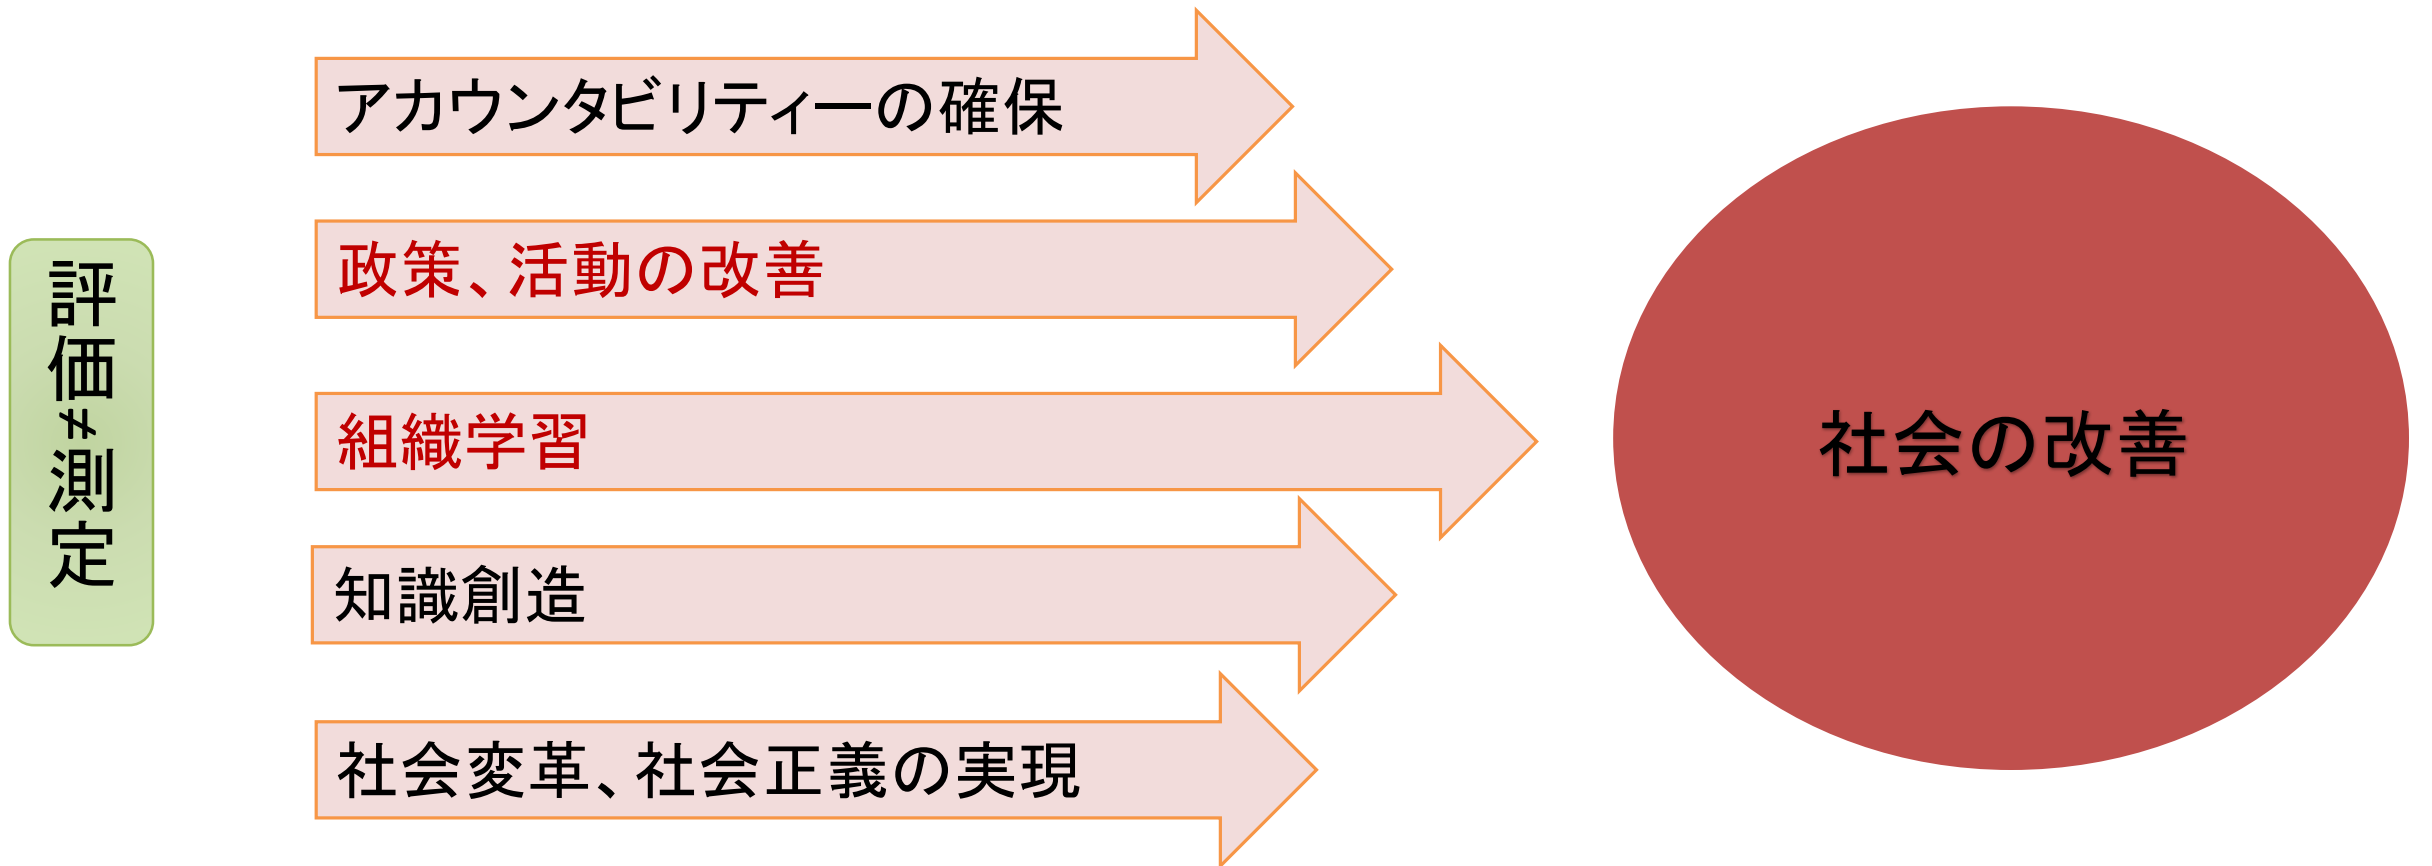 評価≠測定
アカウンタビリティーの確保
政策、活動の改善
組織学習
知識創造
社会変革、社会正義の実現
社会の改善